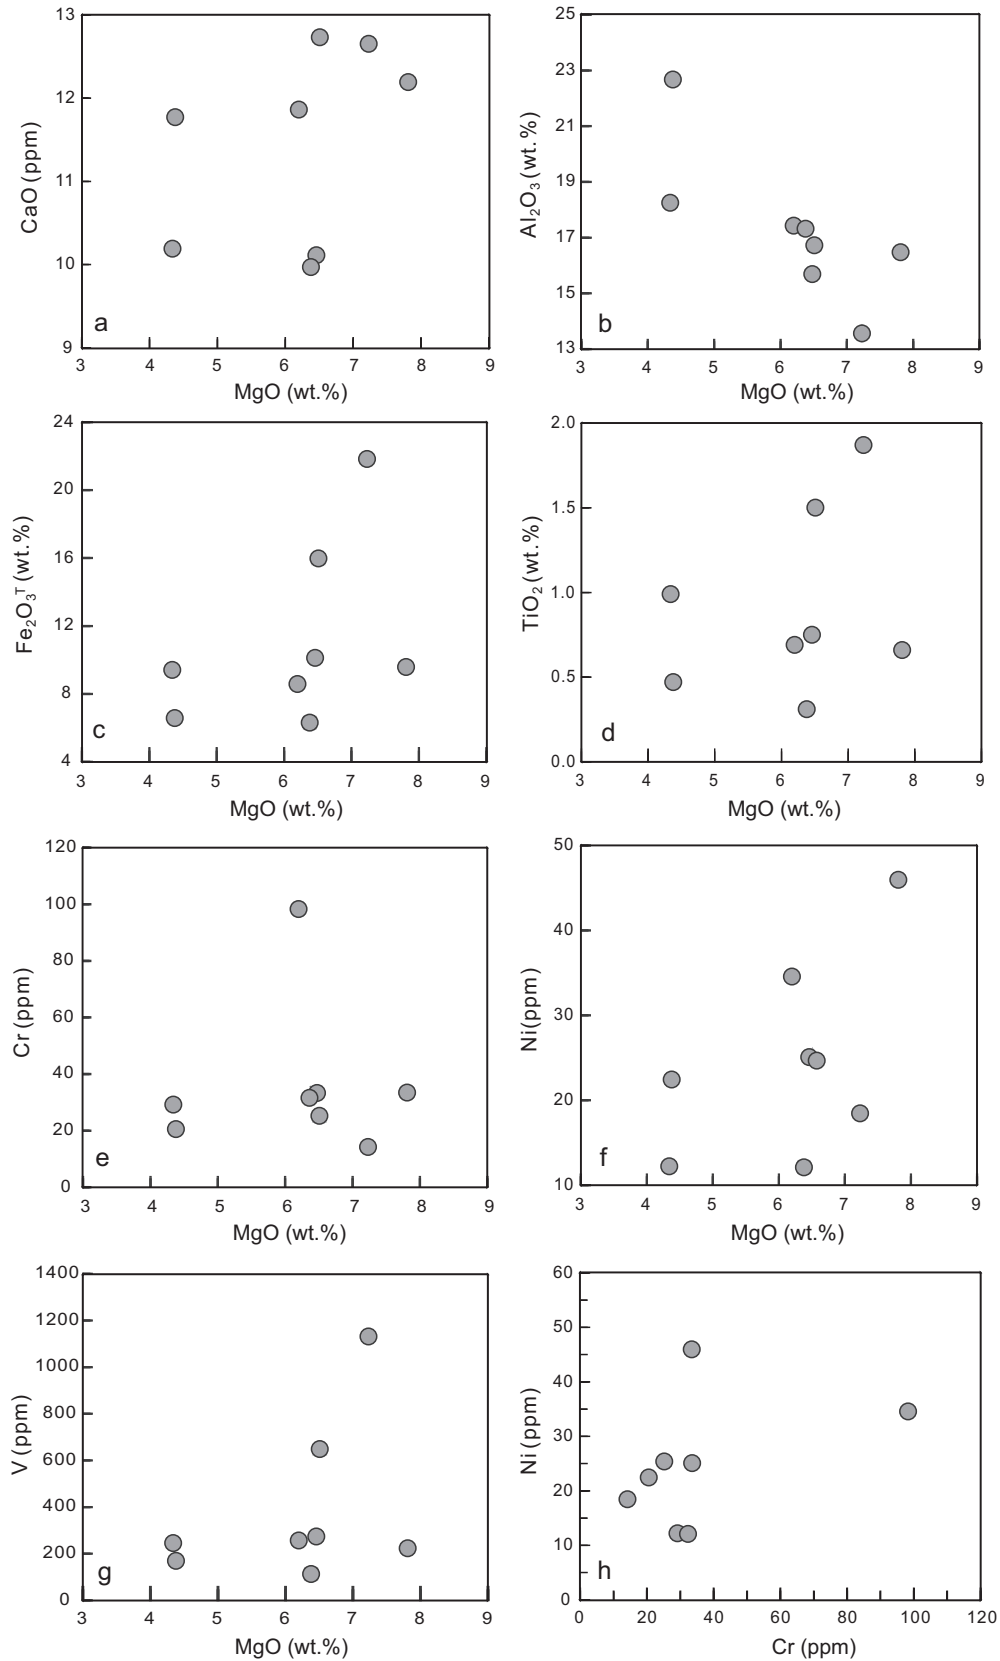 13
12
11
10
9
CaO (ppm)
a
3 4 5 6 7 8 9
MgO (wt.%)
25
23
21
19
17
15
13
Al2O3 (wt.%)
b
3 4 5 6 7 8 9
MgO (wt.%)
24
20
16
12
8
4
Fe2O3T (wt.%)
c
3 4 5 6 7 8 9
MgO (wt.%)
2.0
1.5
1.0
0.5
0.0
TiO2 (wt.%)
d
3 4 5 6 7 8 9
MgO (wt.%)
120
100
80
60
40
20
0
Cr (ppm)
e
3 4 5 6 7 8 9
MgO (wt.%)
50
40
30
20
10
Ni(ppm)
f
3 4 5 6 7 8 9
MgO (wt.%)
1400
1200
1000
800
600
400
200
0
V (ppm)
g
3 4 5 6 7 8 9
MgO (wt.%)
60
50
40
30
20
10
0
Ni (ppm)
h
0 20 40 60 80 100 120
Cr (ppm)